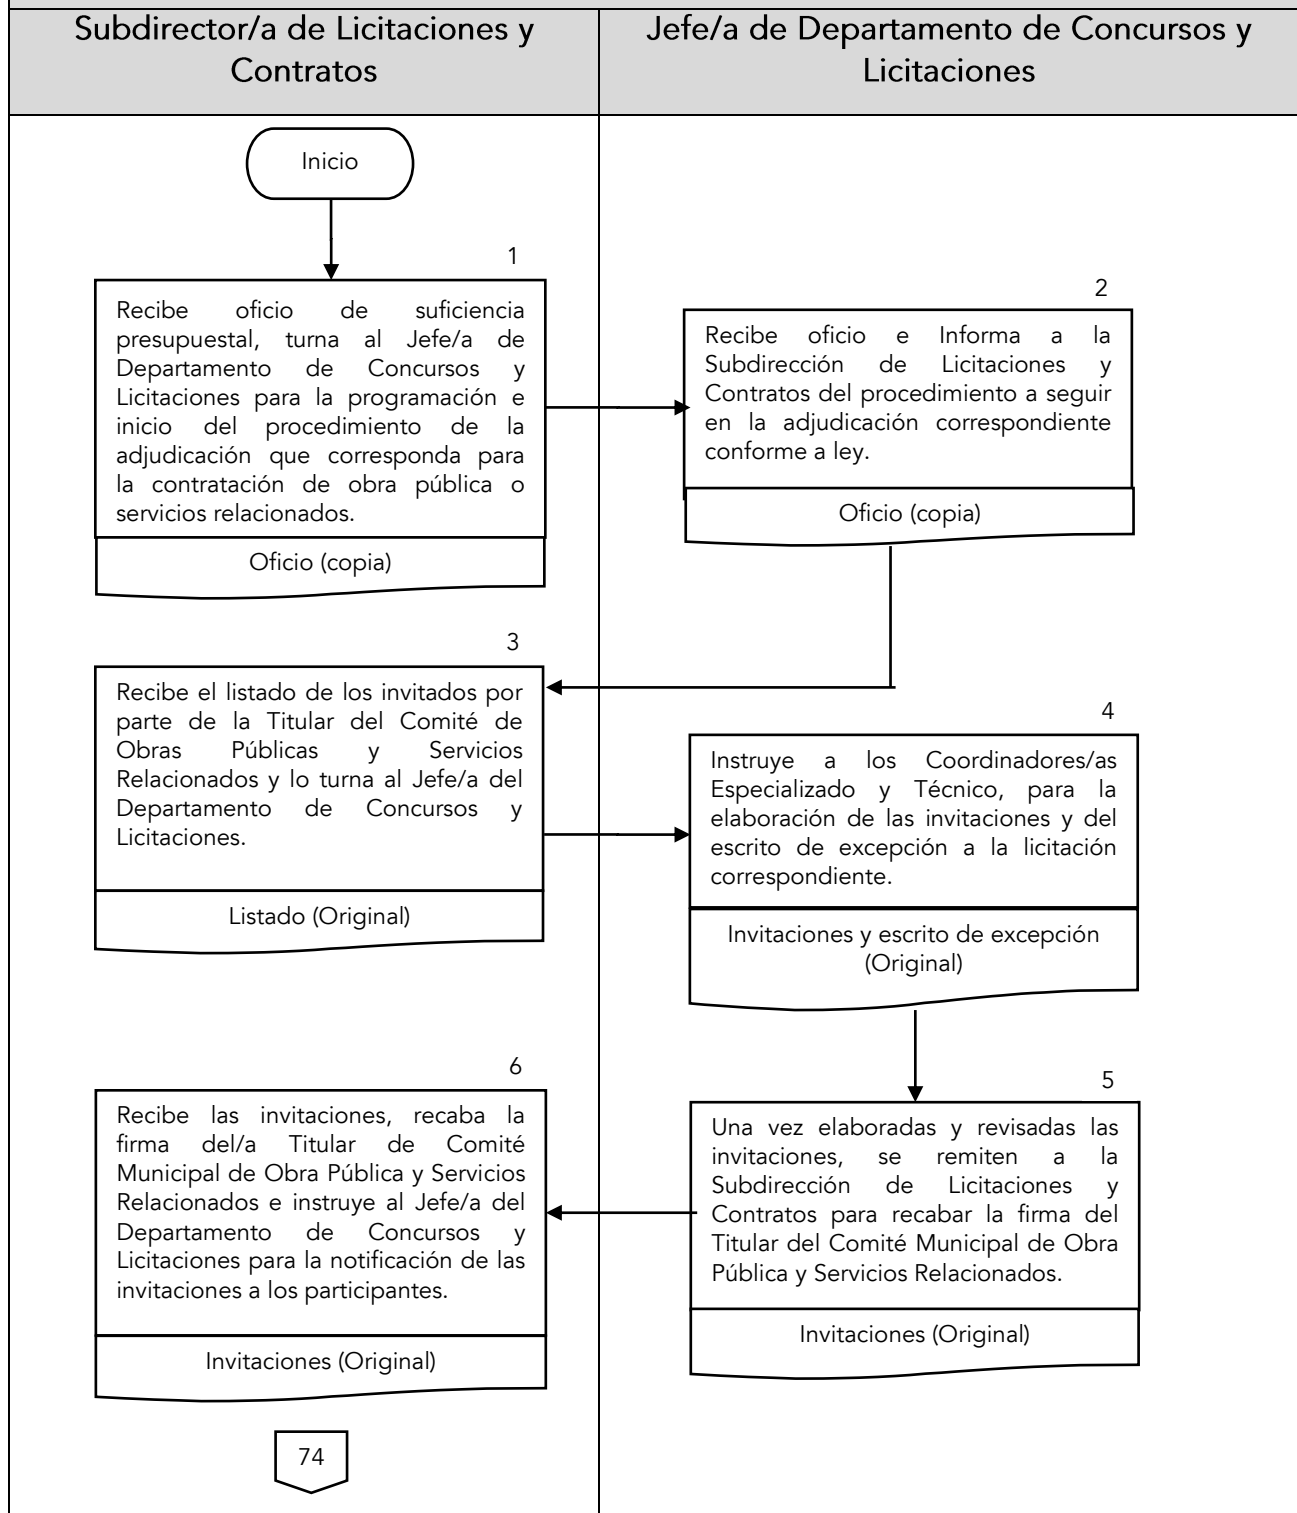 Subdirector/a de Licitaciones y
Contratos
Jefe/a de Departamento de Concursos y
Licitaciones
Inicio
1
Recibe oficio de suficiencia
presupuestal, turna al Jefe/a de
Departamento de Concursos y
Licitaciones para la programación e
inicio del procedimiento de la
adjudicación que corresponda para
la contratación de obra pública o
servicios relacionados.
Oficio (copia)
2
Recibe oficio e Informa a la
Subdirección de Licitaciones y
Contratos del procedimiento a seguir
en la adjudicación correspondiente
conforme a ley.
Oficio (copia)
3
Recibe el listado de los invitados por
parte de la Titular del Comité de
Obras Públicas y Servicios
Relacionados y lo turna al Jefe/a del
Departamento de Concursos y
Licitaciones.
Listado (Original)
4
Instruye a los Coordinadores/as
Especializado y Técnico, para la
elaboración de las invitaciones y del
escrito de excepción a la licitación
correspondiente.
Invitaciones y escrito de excepción
(Original)
5
Una vez elaboradas y revisadas las
invitaciones, se remiten a la
Subdirección de Licitaciones y
Contratos para recabar la firma del
Titular del Comité Municipal de Obra
Pública y Servicios Relacionados.
Invitaciones (Original)
6
Recibe las invitaciones, recaba la
firma del/a Titular de Comité
Municipal de Obra Pública y Servicios
Relacionados e instruye al Jefe/a del
Departamento de Concursos y
Licitaciones para la notificación de las
invitaciones a los participantes.
Invitaciones (Original)
74